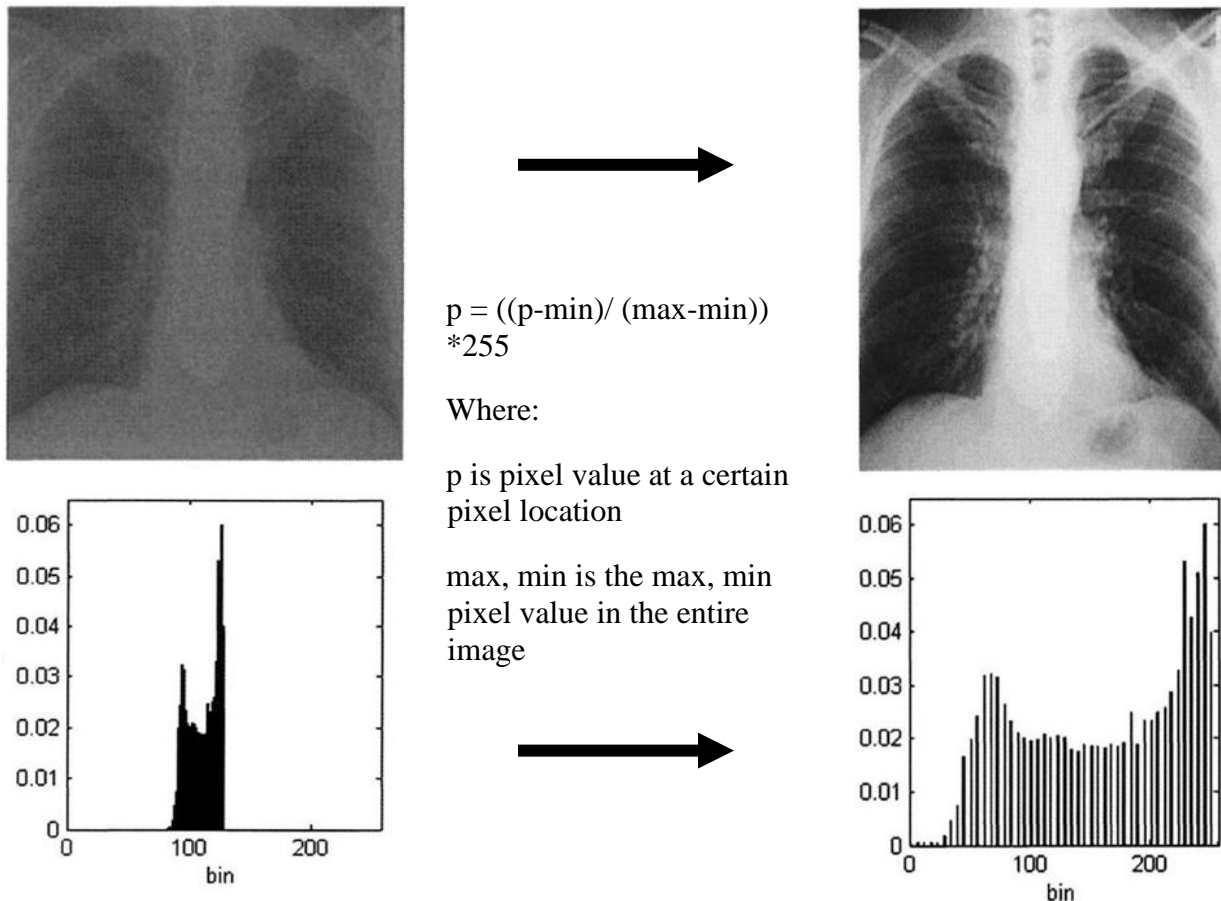 p = ((p-min)/ (max-min))
*255
Where:
p is pixel value at a certain
pixel location
max, min is the max, min
pixel value in the entire
image
0.06
0.05
0.04
0.03
0.02
0.01
0
0 100 200
bin
0.06
0.05
0.04
0.03
0.02
0.01
0
0 100 200
bin